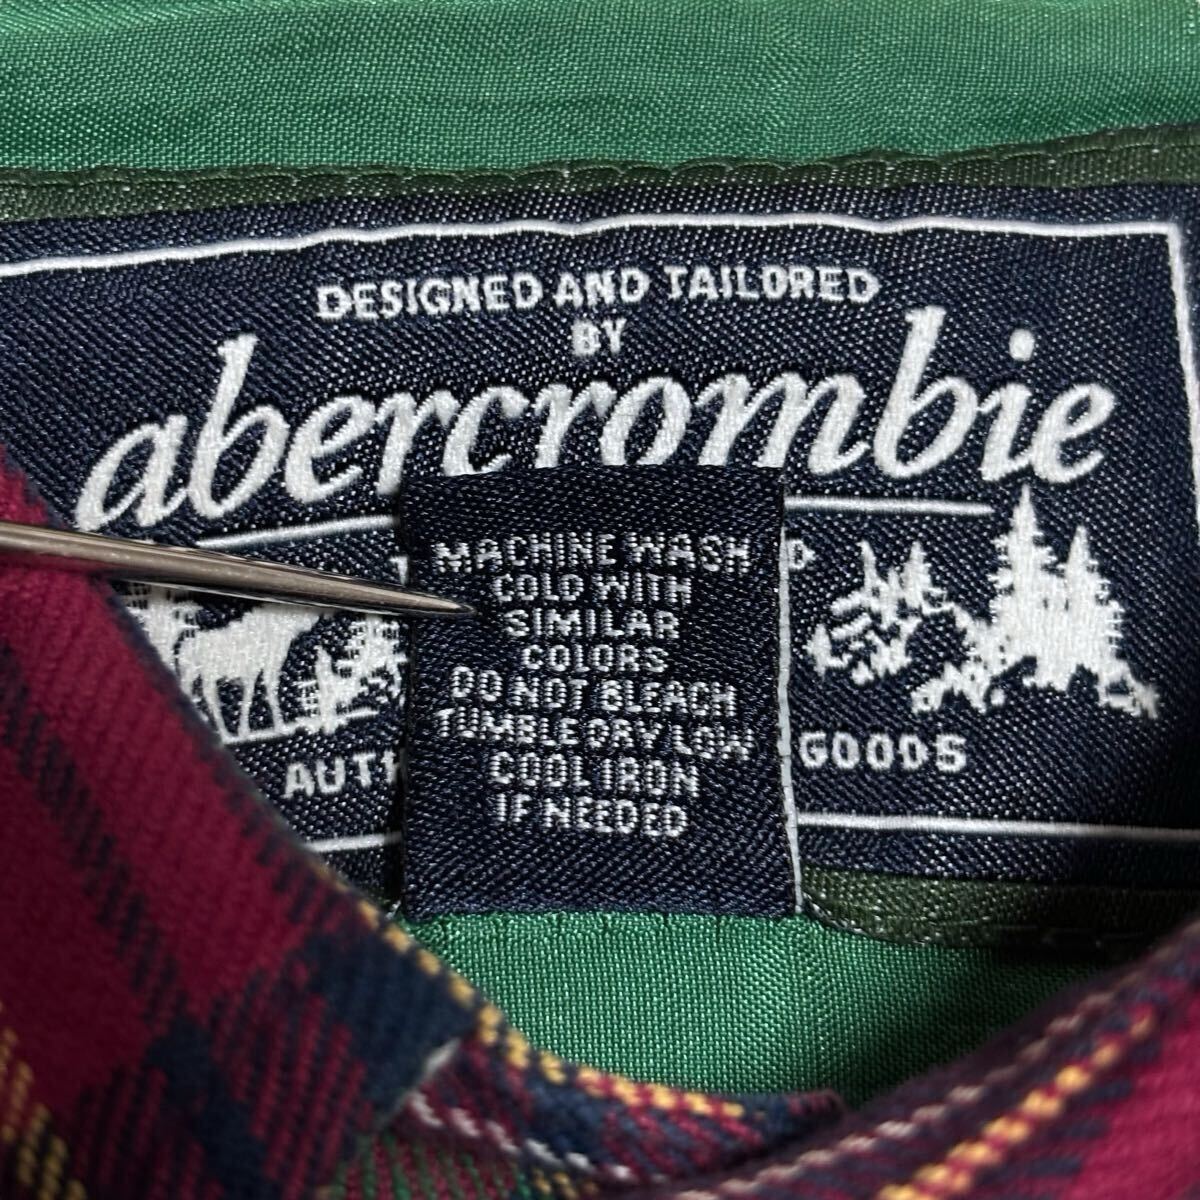 DESIGNED AND TAILORED
BY
abercrombie
MACHINE WASH
COLD WITH
SIMILAR
COLORS
DO NOT BLEACH
TUMBLE DRY LOW
COOL IRON
IF NEEDED
GOODS